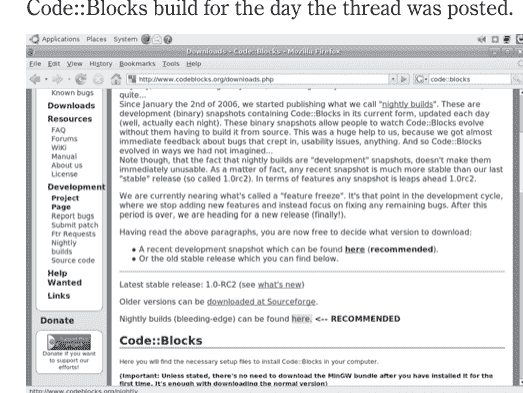 Code::Blocks build for the day the thread was posted.
Applications Places System
Downloads - Code::Blocks - Mozilla Firefox
File Edit View History Bookmarks Tools Help
http://www.codeblocks.org/downloads.php
code::blocks
Known bugs
Downloads
Resources
FAQ
Forums
Wiki
Manual
About us
License
Development
Project
Page
Report bugs
Submit patch
Ftr Requests
Nightly
builds
Source code
Help
Wanted
Links
Donate
Donate if you want
to support our
efforts!
quite...
Since January the 2nd of 2006, we started publishing what we call "nightly builds". These are
development (binary) snapshots containing Code::Blocks in its current form, updated each day
(well, actually each night). These binary snapshots allow people to watch Code::Blocks evolve
without them having to build it from source. This was a huge help to us, because we got almost
immediate feedback about bugs that crept in, usability issues, anything. And so Code::Blocks
evolved in ways we had not imagined...
Note though, that the fact that nightly builds are "development" snapshots, doesn't make them
immediately unusable. As a matter of fact, any recent snapshot is much more stable than our last
"stable" release (so called 1.0rc2). In terms of features any snapshot is leaps ahead 1.0rc2.
We are currently nearing what's called a "feature freeze". It's that point in the development cycle,
where we stop adding new features and instead focus on fixing any remaining bugs. After this
period is over, we are heading for a new release (finally!).
Having read the above paragraphs, you are now free to decide what version to download:
• A recent development snapshot which can be found here (recommended).
• Or the old stable release which you can find below.
Latest stable release: 1.0-RC2 (see what's new)
Older versions can be downloaded at Sourceforge.
Nightly builds (bleeding-edge) can be found here. <-- RECOMMENDED
Code::Blocks
Here you will find the necessary setup files to install Code::Blocks in your computer.
(Important: Unless stated, there's no need to download the MinGW bundle after you have installed it for the
first time. It's enough with downloading the normal version)
http://www.codeblocks.org/nightly